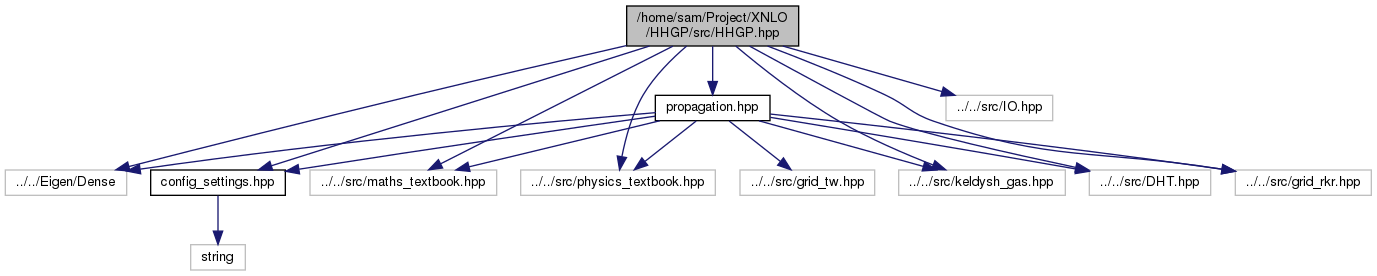 /home/sam/Project/XNLO
/HHGP/src/HHGP.hpp
propagation.hpp
../../src/IO.hpp
../../Eigen/Dense
config_settings.hpp
../../src/maths_textbook.hpp
../../src/physics_textbook.hpp
../../src/grid_tw.hpp
../../src/keldysh_gas.hpp
../../src/DHT.hpp
../../src/grid_rkr.hpp
string